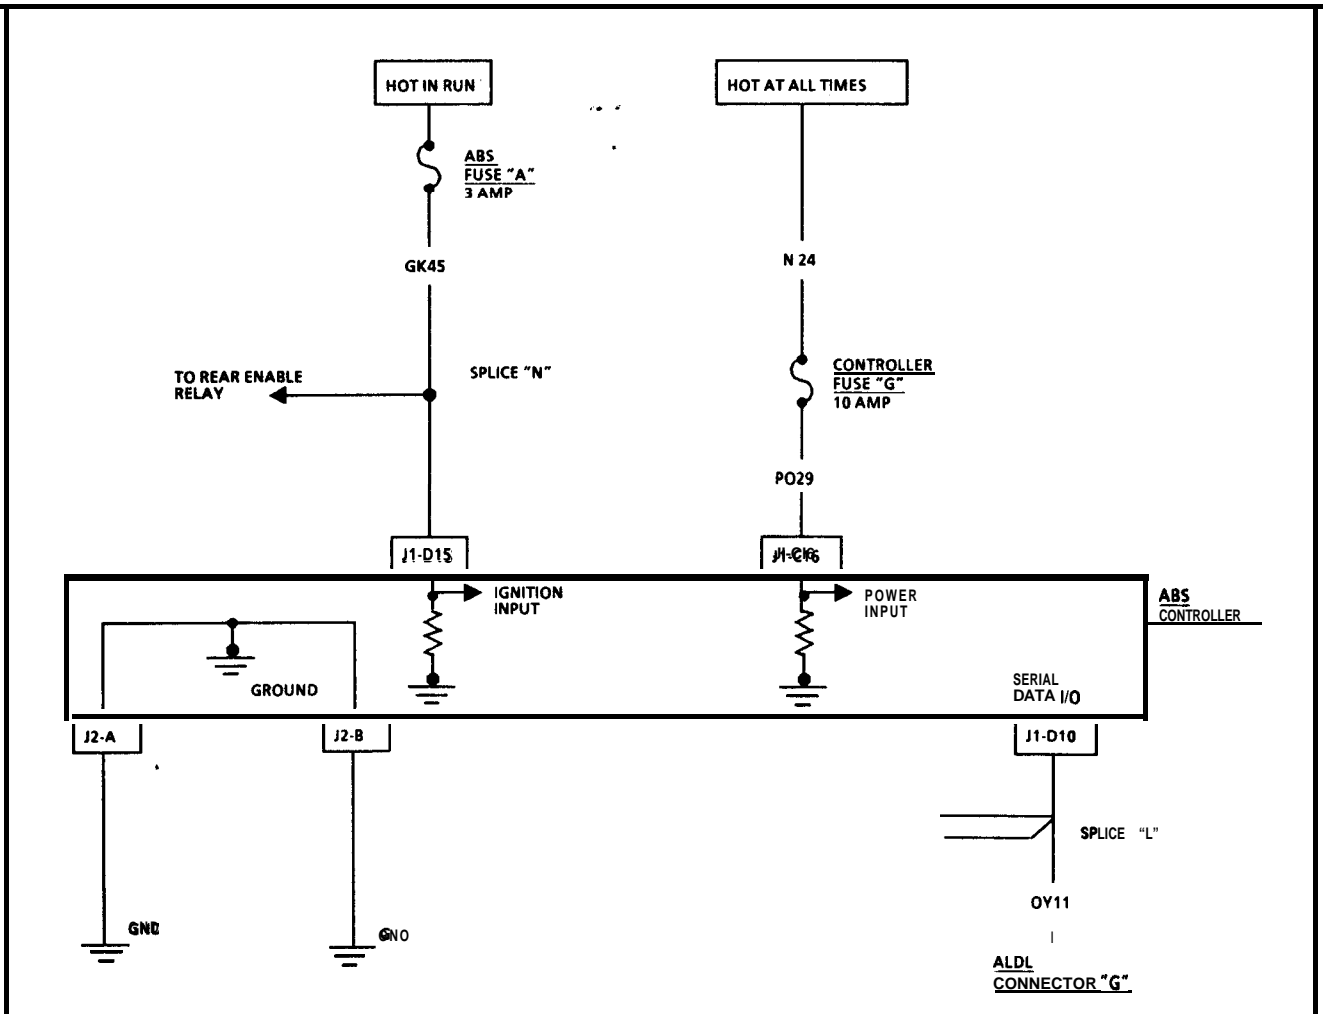 HOT IN RUN
HOT AT ALL TIMES
ABS
FUSE "A"
3 AMP
GK45
N 24
TO REAR ENABLE
RELAY
SPLICE "N"
CONTROLLER
FUSE "G"
10 AMP
PO29
J1-D15
IGNITION
INPUT
POWER
INPUT
ABS
CONTROLLER
GROUND
SERIAL
DATA I/O
J2-A
J2-B
J1-D10
SPLICE "L"
OY11
GND
GNO
ALDL
CONNECTOR "G"